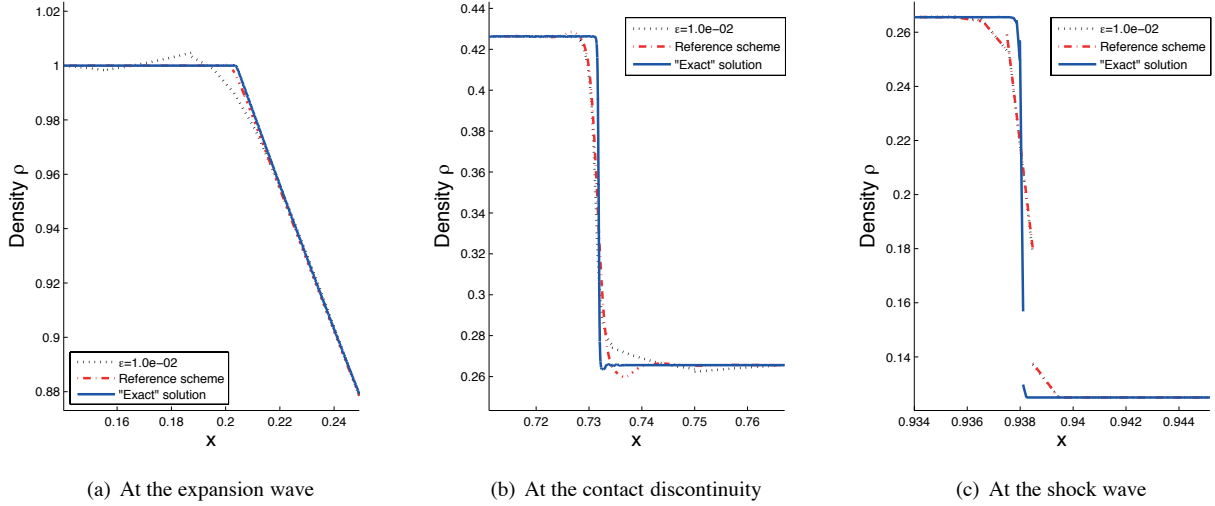 1.02
1
0.98
0.96
0.94
0.92
0.9
0.88
Density ρ
0.16
0.18
0.2
0.22
0.24
x
ε=1.0e−02
Reference scheme
"Exact" solution
(a) At the expansion wave
0.44
0.42
0.4
0.38
0.36
0.34
0.32
0.3
0.28
0.26
Density ρ
0.72
0.73
0.74
0.75
0.76
x
ε=1.0e−02
Reference scheme
"Exact" solution
(b) At the contact discontinuity
0.26
0.24
0.22
0.2
0.18
0.16
0.14
Density ρ
0.934
0.936
0.938
0.94
0.942
0.944
x
ε=1.0e−02
Reference scheme
"Exact" solution
(c) At the shock wave